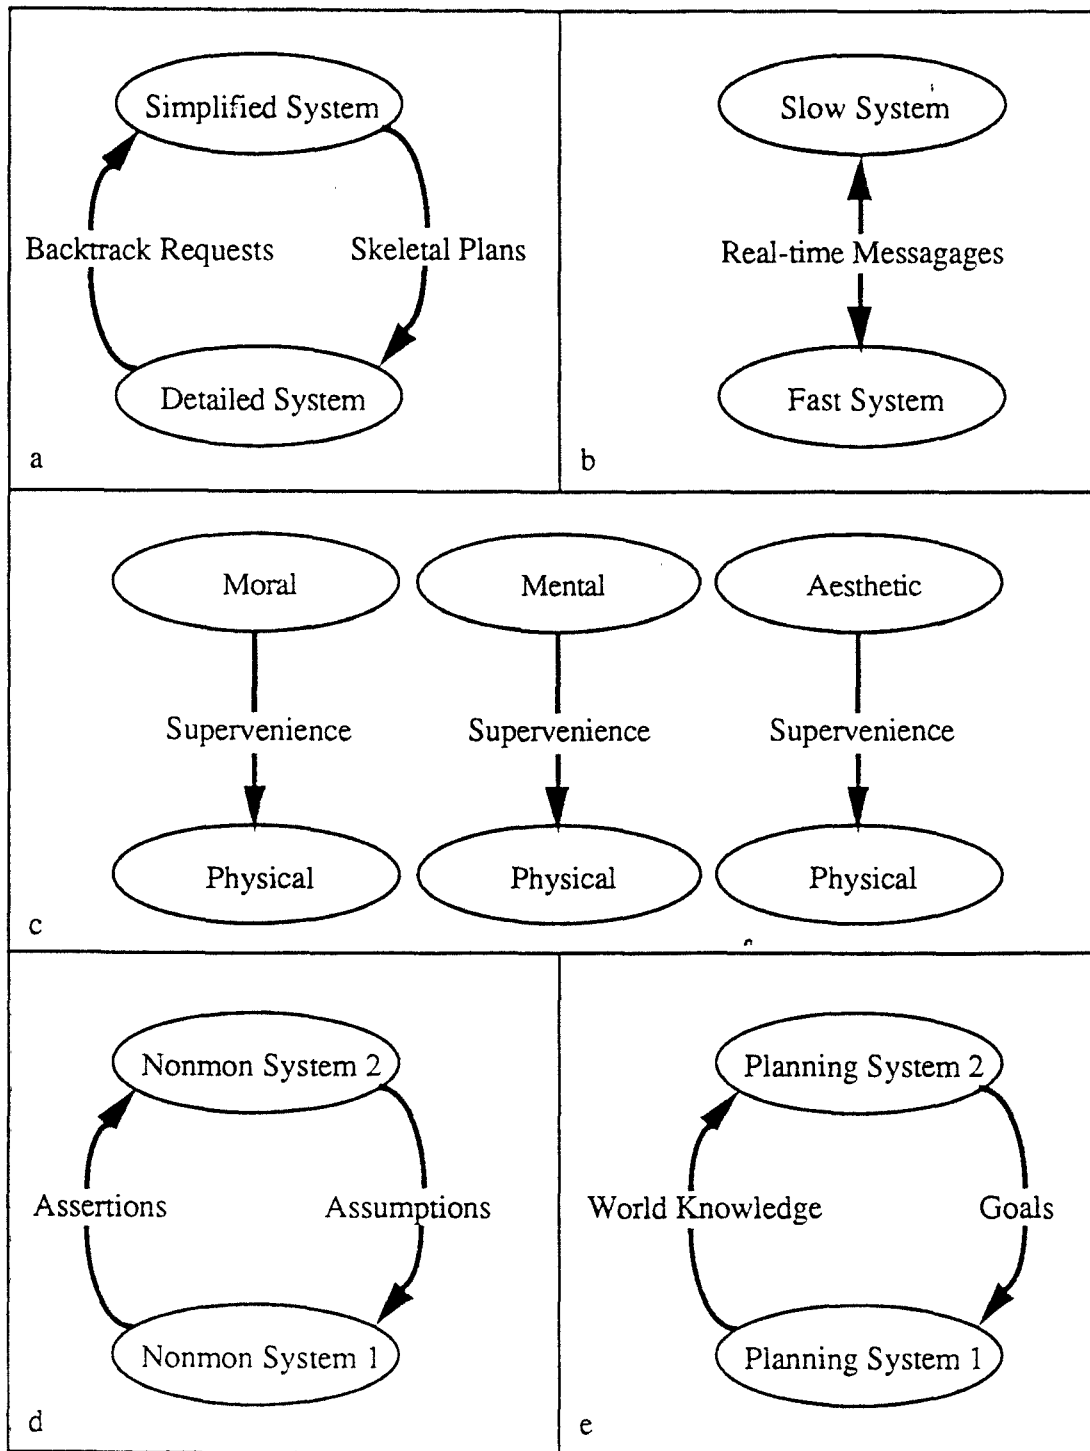 Simplified System
Backtrack Requests
Skeletal Plans
Detailed System
a
Slow System
Real-time Messagages
Fast System
b
Moral
Mental
Aesthetic
Supervenience
Supervenience
Supervenience
Physical
Physical
Physical
c
Nonmon System 2
Assertions
Assumptions
Nonmon System 1
d
Planning System 2
World Knowledge
Goals
Planning System 1
e